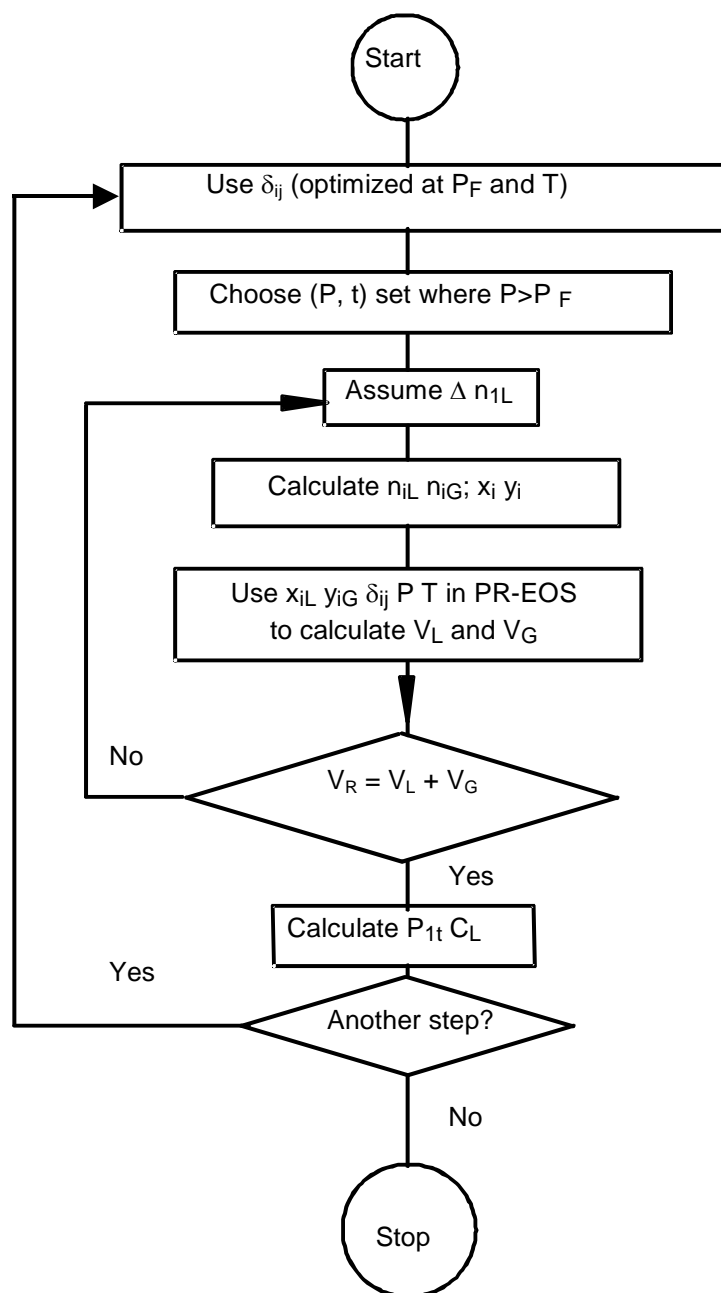 Start
Use δij (optimized at PF and T)
Choose (P, t) set where P>P F
Assume Δ n1L
Calculate niL niG; xi yi
Use xiL yiG δij P T in PR-EOS
to calculate VL and VG
No
VR = VL + VG
Yes
Calculate P1t CL
Yes
Another step?
No
Stop